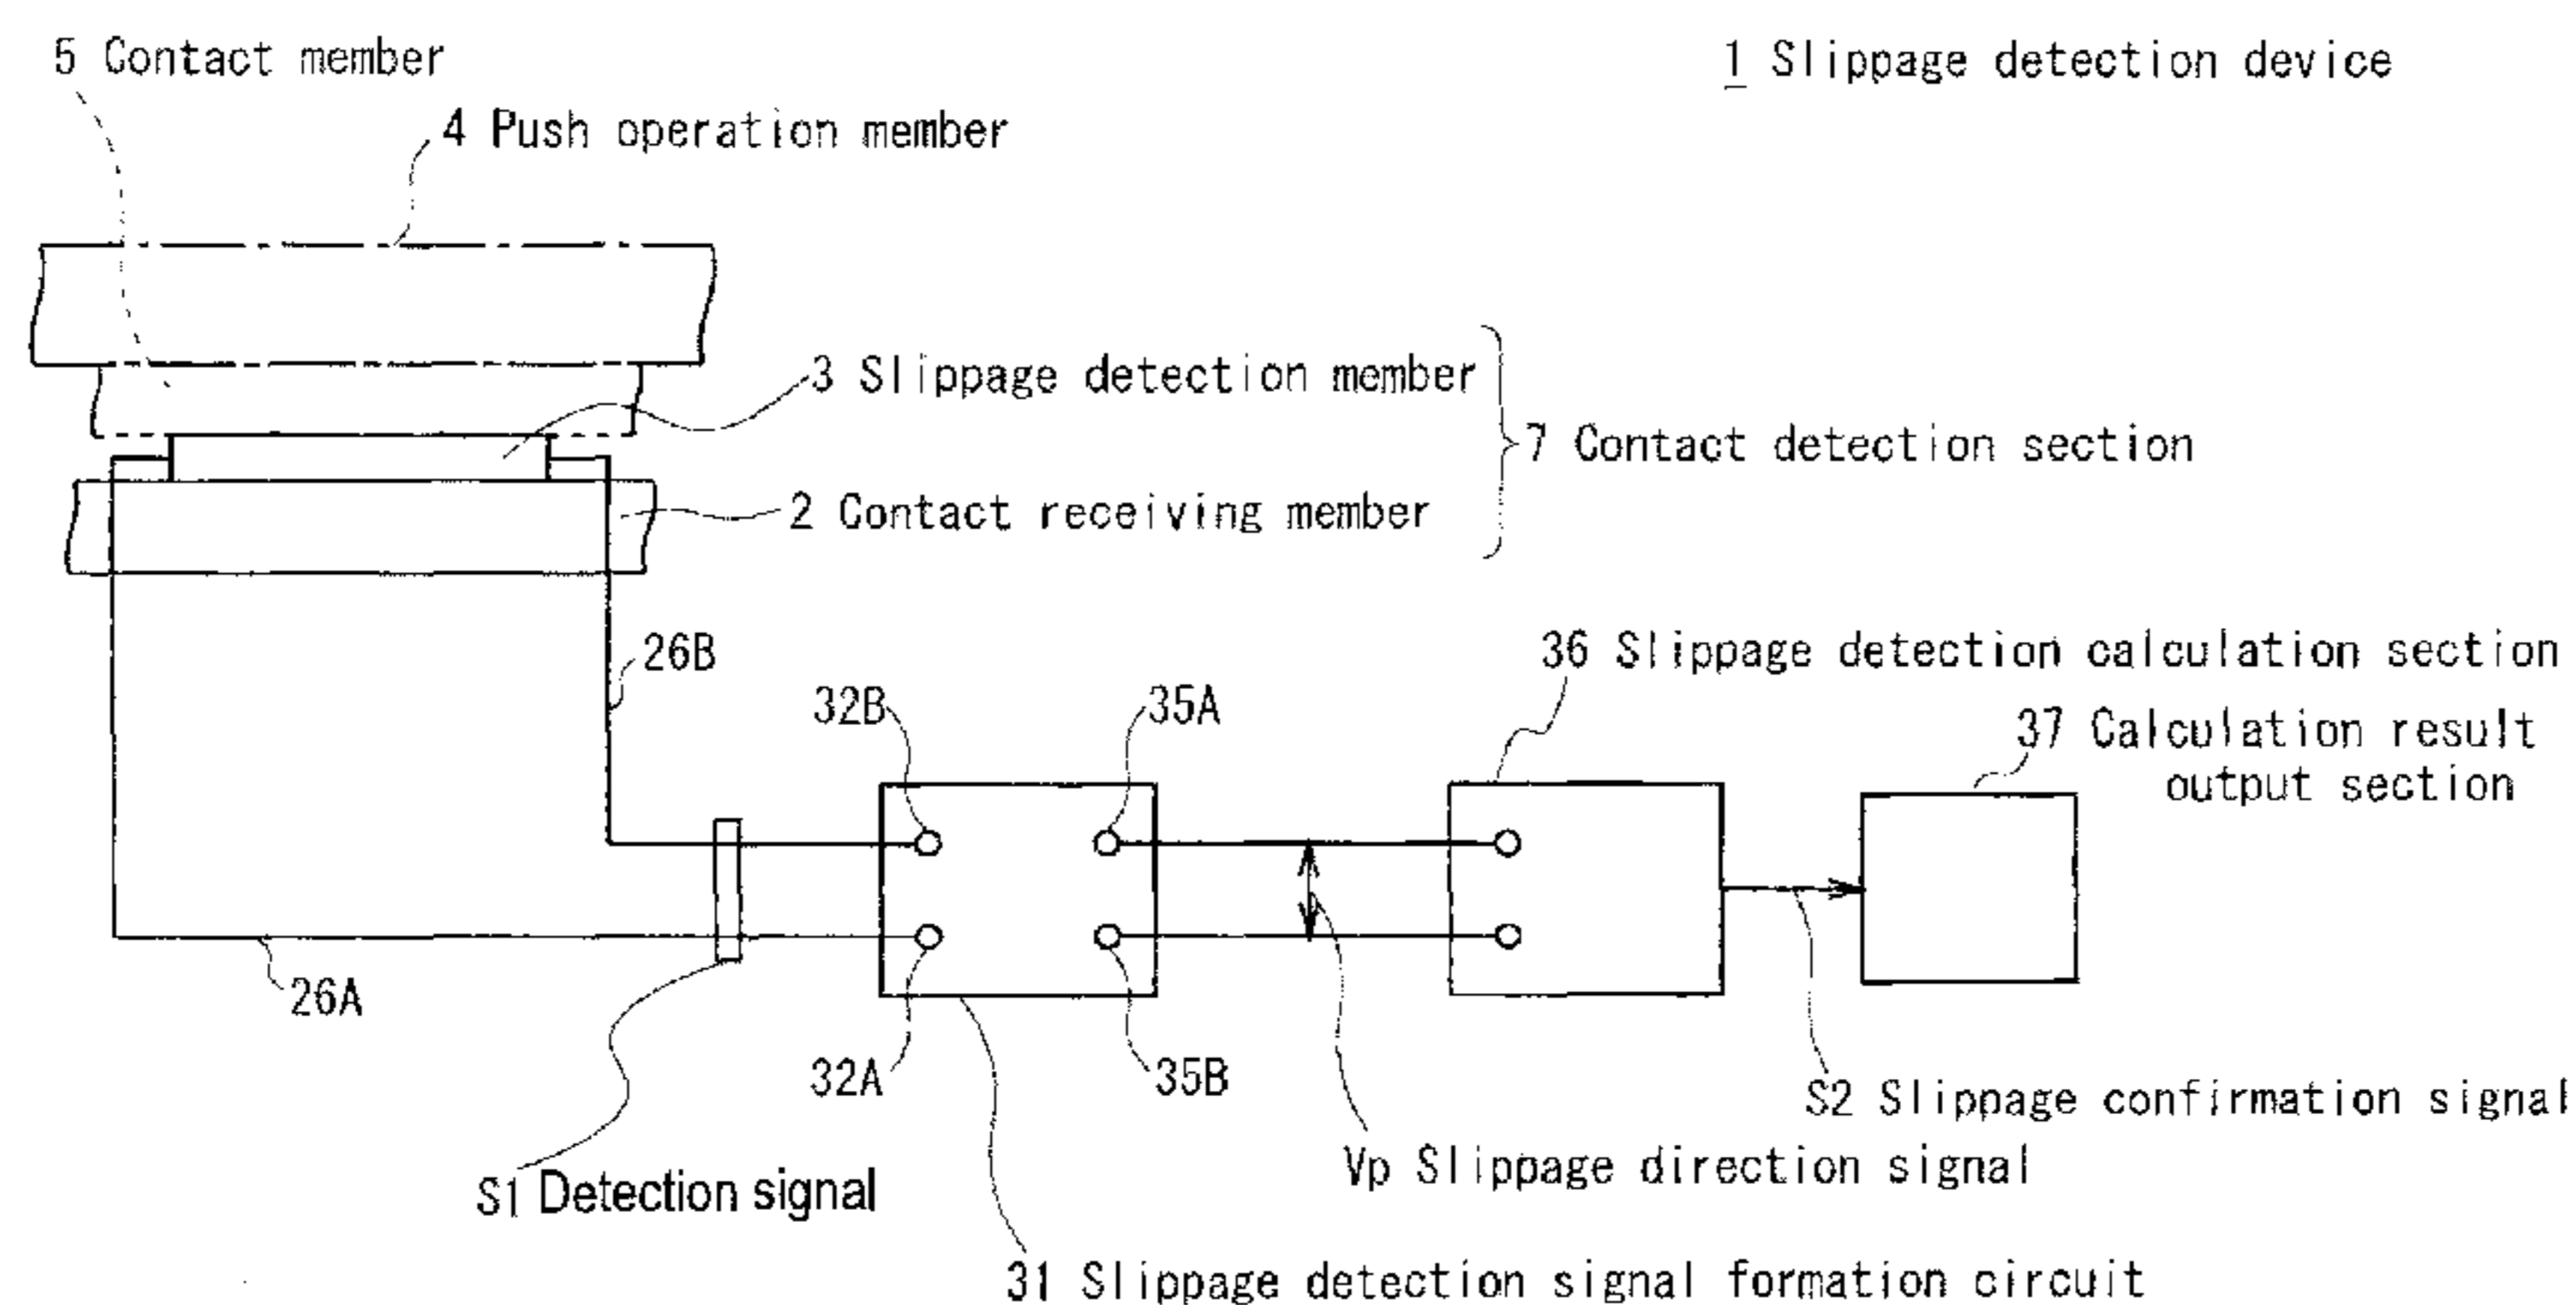 5 Contact member
1 Slippage detection device
4 Push operation member
3 Slippage detection member
7 Contact detection section
2 Contact receiving member
26B
36 Slippage detection calculation section
32B
35A
37 Calculation result
output section
26A
32A
35B
S2 Slippage confirmation signal
Vp Slippage direction signal
S1 Detection signal
31 Slippage detection signal formation circuit